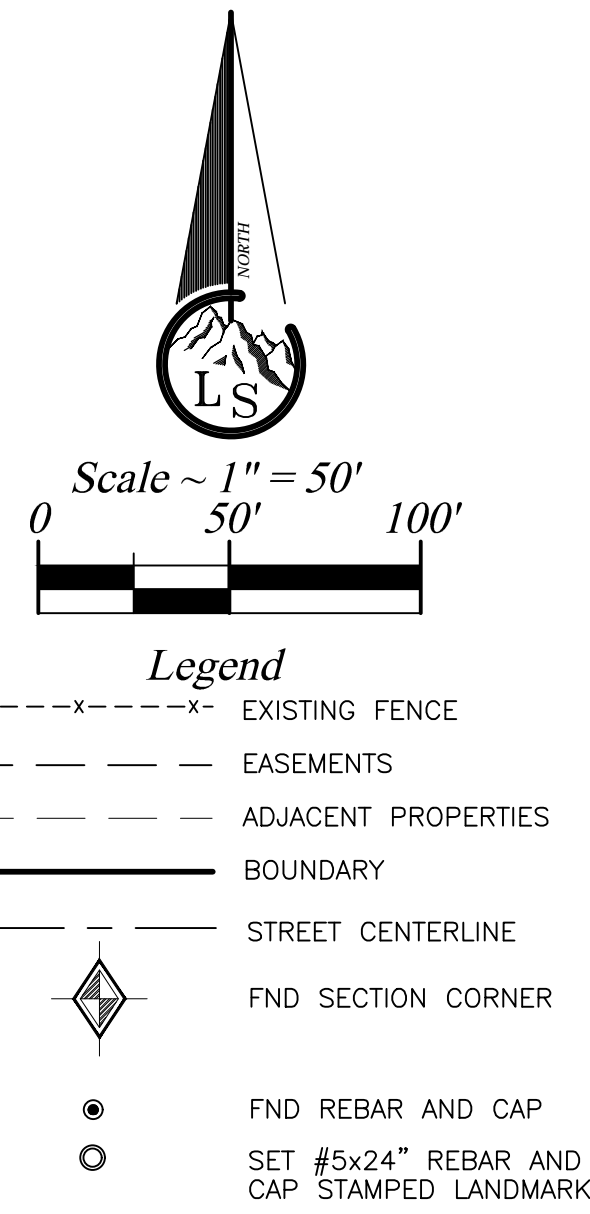 NORTH
L S
Scale ~ 1" = 50'
0 50' 100'
Legend
x x EXISTING FENCE
EASEMENTS
ADJACENT PROPERTIES
BOUNDARY
STREET CENTERLINE
FND SECTION CORNER
FND REBAR AND CAP
SET #5x24” REBAR AND
CAP STAMPED LANDMARK